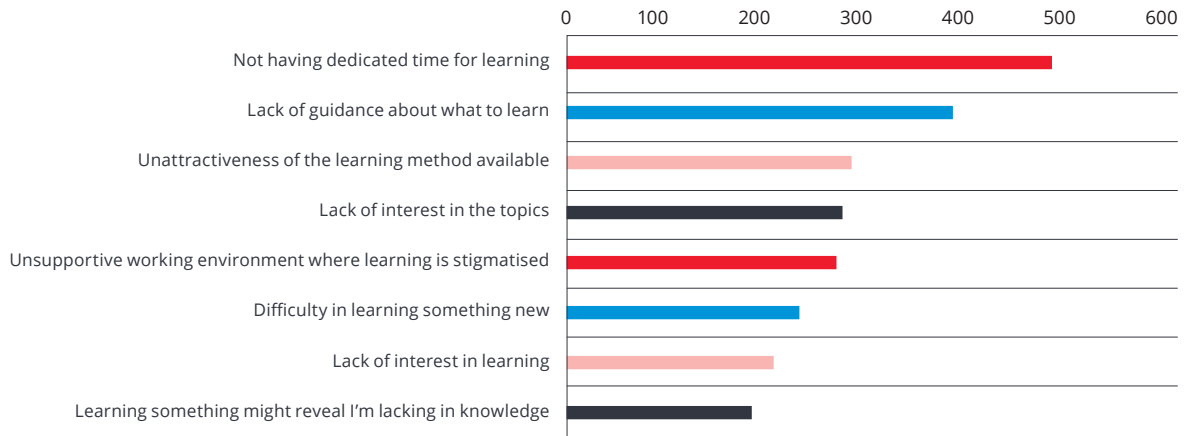 0 100 200 300 400 500 600
Not having dedicated time for learning
Lack of guidance about what to learn
Unattractiveness of the learning method available
Lack of interest in the topics
Unsupportive working environment where learning is stigmatised
Difficulty in learning something new
Lack of interest in learning
Learning something might reveal I'm lacking in knowledge